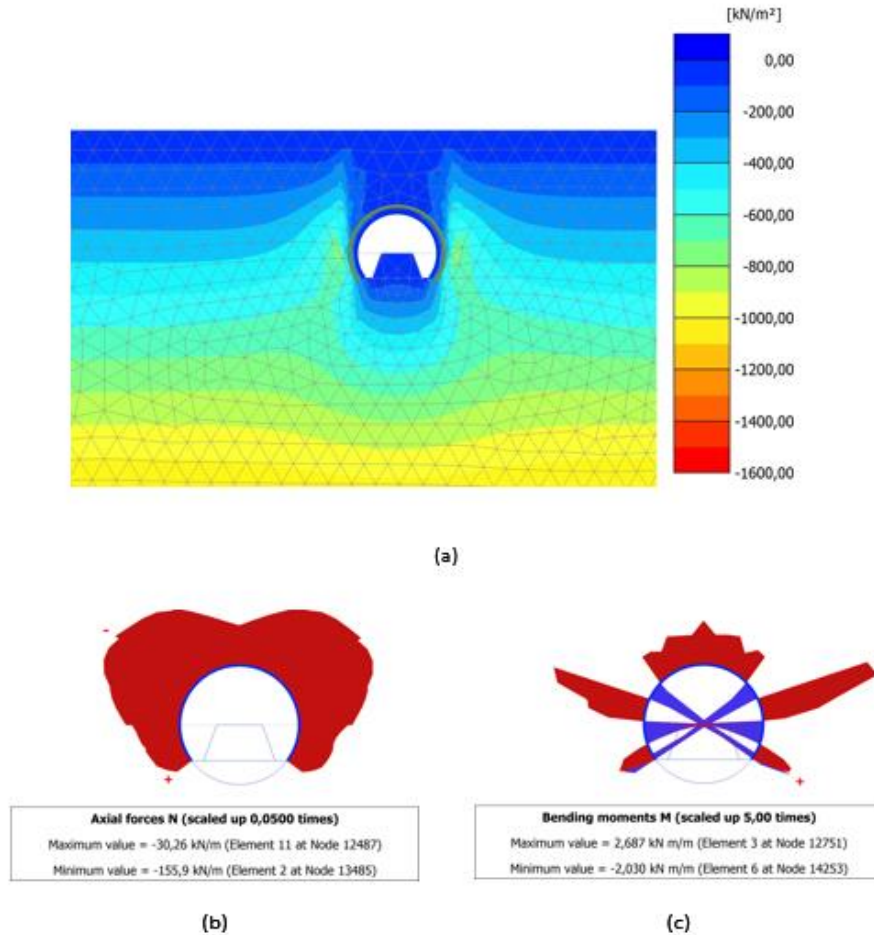 [kN/m²]
0,00
-200,00
-400,00
-600,00
-800,00
-1000,00
-1200,00
-1400,00
-1600,00
(a)
-
+
+
Axial forces N (scaled up 0,0500 times)
Maximum value = -30,26 kN/m (Element 11 at Node 12487)
Minimum value = -155,9 kN/m (Element 2 at Node 13485)
Bending moments M (scaled up 5,00 times)
Maximum value = 2,687 kN m/m (Element 3 at Node 12751)
Minimum value = -2,030 kN m/m (Element 6 at Node 14253)
(b)
(c)